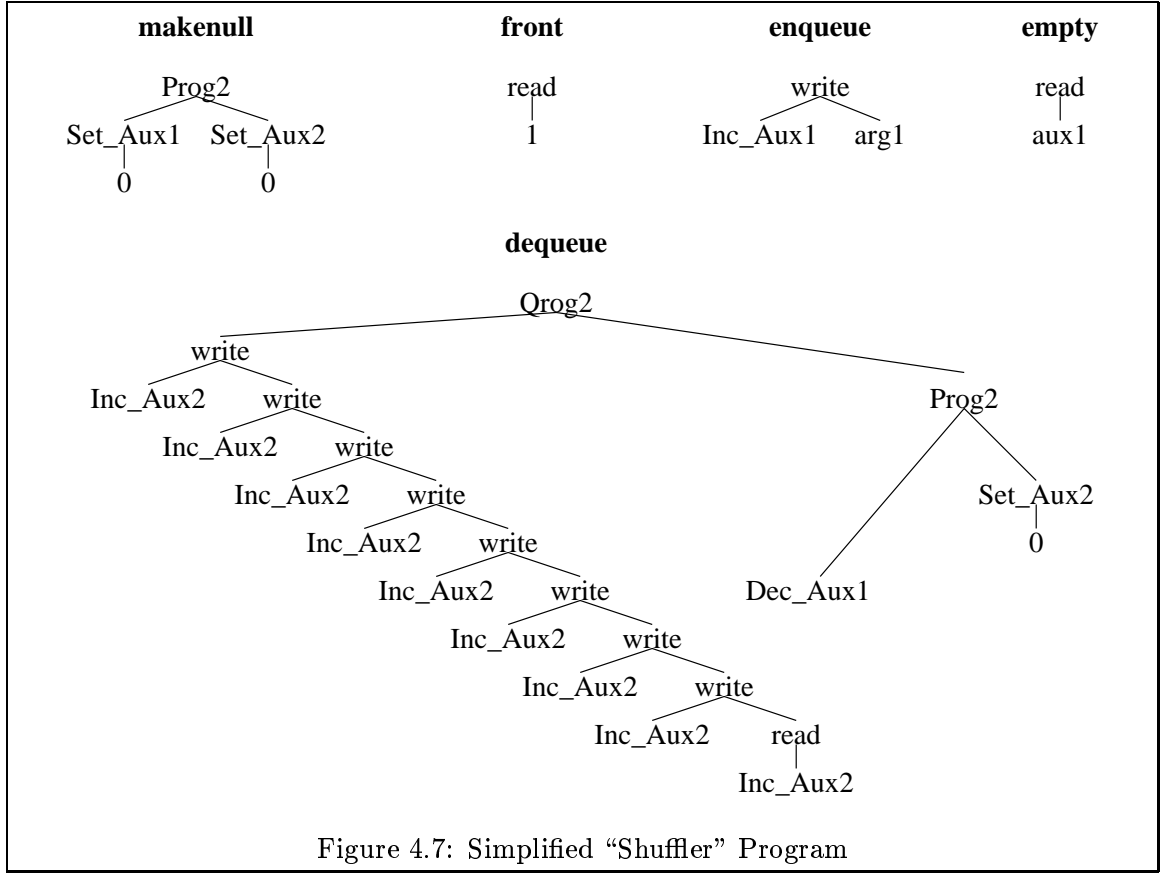 makenull front enqueue empty
Prog2 read write read
Set_Aux1 Set_Aux2 1 Inc_Aux1 arg1 aux1
0 0
dequeue
Qrog2
write
Inc_Aux2 write Prog2
Inc_Aux2 write
Inc_Aux2 write Set_Aux2
Inc_Aux2 write 0
Inc_Aux2 write Dec_Aux1
Inc_Aux2 write
Inc_Aux2 write
Inc_Aux2 read
Inc_Aux2
Figure 4.7: Simplified “Shuffler” Program